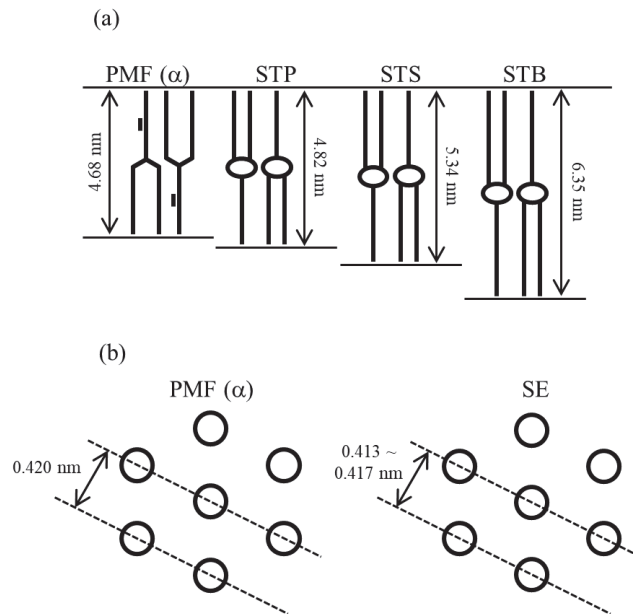 (a)
PMF (α) STP STS STB
4.68 nm
4.82 nm
5.34 nm
6.35 nm
(b)
PMF (α) SE
0.420 nm
0.413 ~
0.417 nm